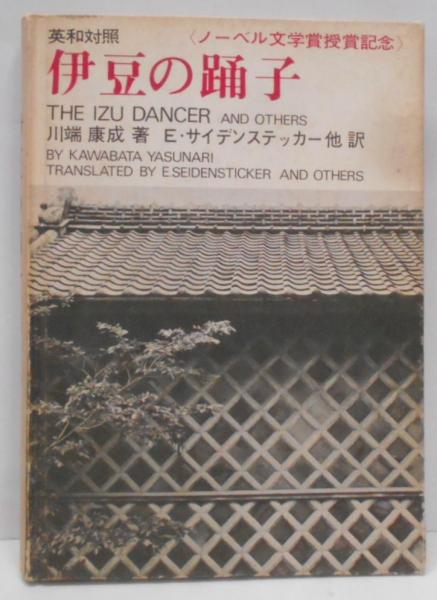 英和対照
〈ノーベル文学賞授賞記念〉
伊豆の踊子
THE IZU DANCER AND OTHERS
川端 康成 著 E・サイデンステッカー他 訳
BY KAWABATA YASUNARI
TRANSLATED BY E.SEIDENSTICKER AND OTHERS